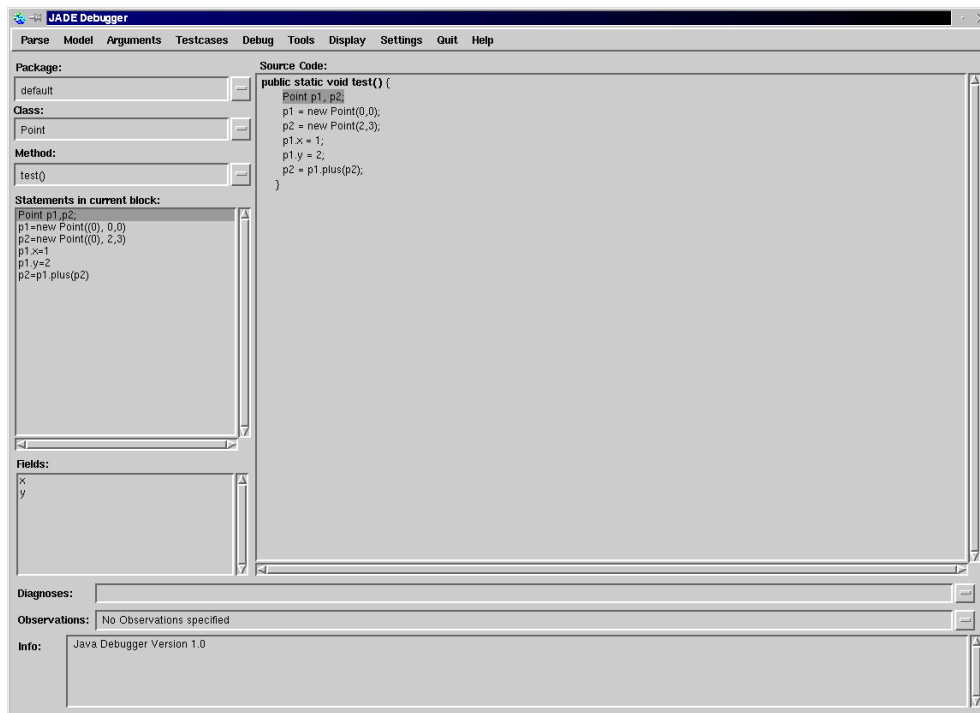 JADE Debugger
Parse Model Arguments Testcases Debug Tools Display Settings Quit Help
Package:
default
Class:
Point
Method:
test()
Statements in current block:
Point p1,p2;
p1=new Point((0), 0,0)
p2=new Point((0), 2,3)
p1.x=1
p1.y=2
p2=p1.plus(p2)
Fields:
x
y
Source Code:
public static void test() {
Point p1, p2;
p1 = new Point(0,0);
p2 = new Point(2,3);
p1.x = 1;
p1.y = 2;
p2 = p1.plus(p2);
}
Diagnoses:
Observations: No Observations specified
Info: Java Debugger Version 1.0